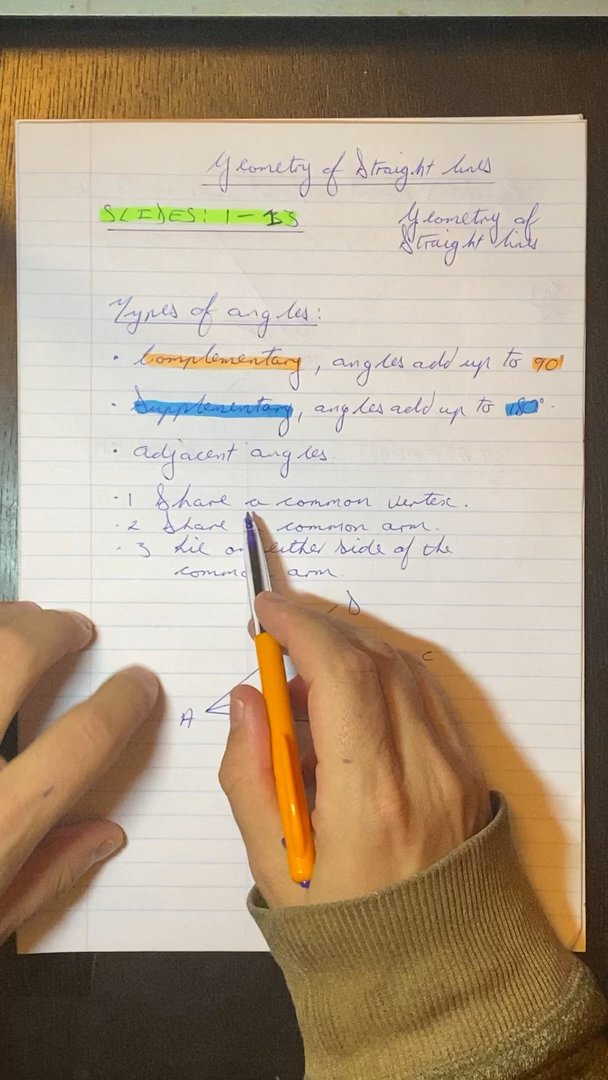 Geometry of Straight lines
SLIDES: 1 -
Geometry of
Straight lines
Types of angles:
• Complementary, angles add up to 90°
• Supplementary, angles add up to 180°.
• adjacent angles.
• 1 Share a common vertex.
• 2 Share a common arm.
• 3 Lie on either side of the
common arm.
D
C
A